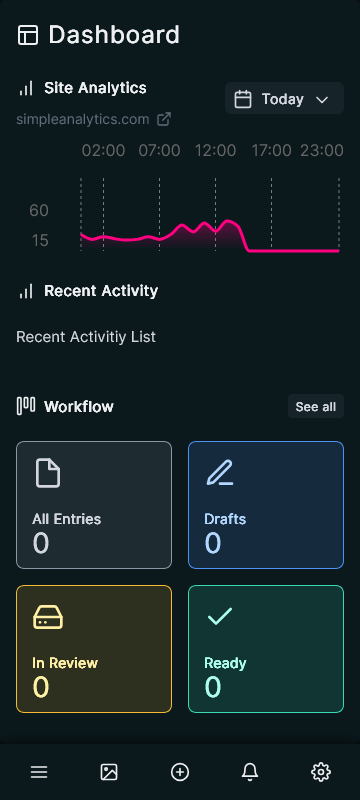 Dashboard
Site Analytics
Today
simpleanalytics.com
02:00 07:00 12:00 17:00 23:00
60
15
Recent Activity
Recent Activitiy List
Workflow
See all
All Entries
0
Drafts
0
In Review
0
Ready
0